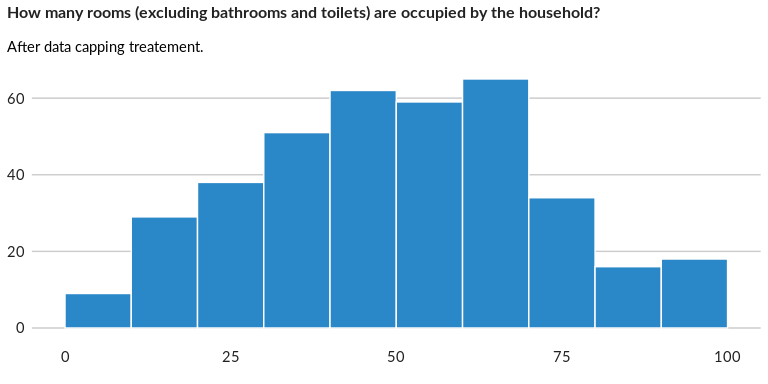 How many rooms (excluding bathrooms and toilets) are occupied by the household?
After data capping treatement.
60
40
20
0
0 25 50 75 100